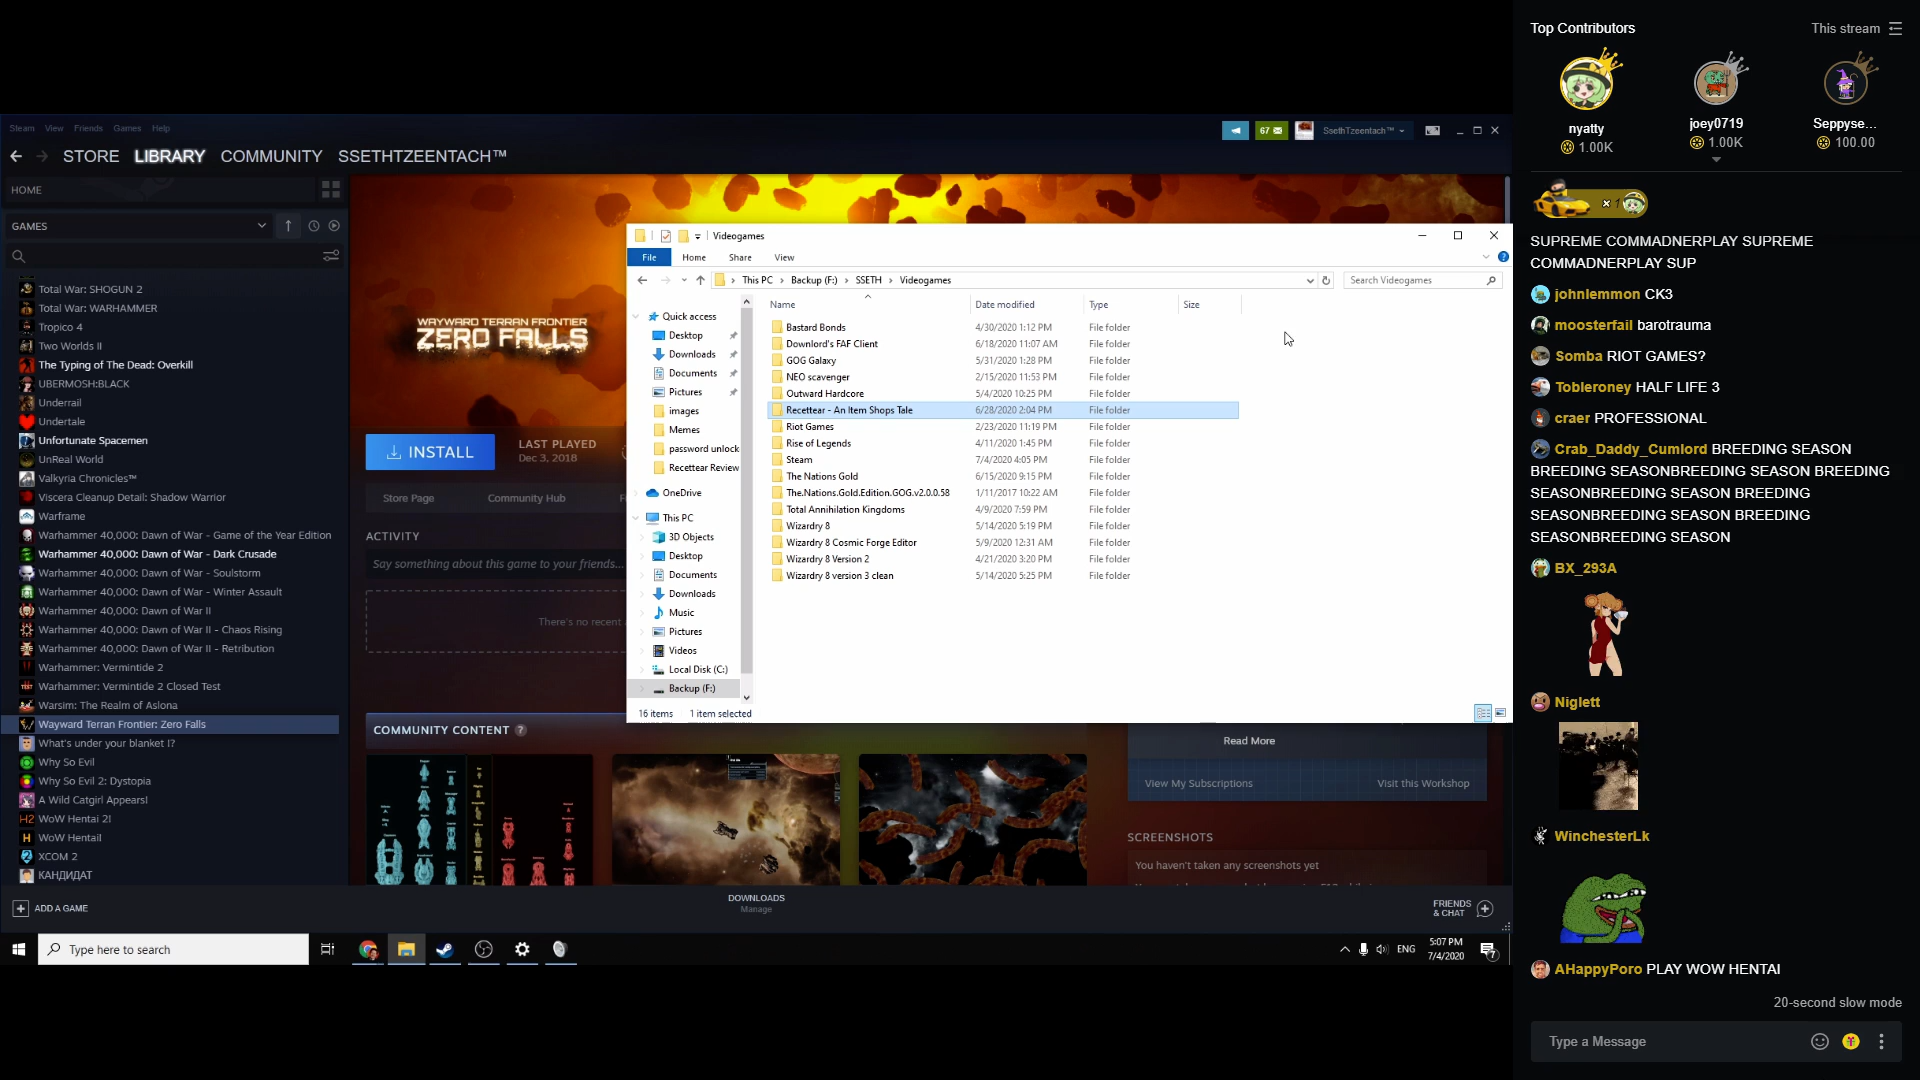 Steam View Friends Games Help
67
SsethTzeentach™
STORE LIBRARY COMMUNITY SSETHTZEENTACH™
HOME
GAMES
Total War: SHOGUN 2
Total War: WARHAMMER
Tropico 4
Two Worlds II
The Typing of The Dead: Overkill
UBERMOSH:BLACK
Underrail
Undertale
Unfortunate Spacemen
UnReal World
Valkyria Chronicles™
Viscera Cleanup Detail: Shadow Warrior
Warframe
Warhammer 40,000: Dawn of War - Game of the Year Edition
Warhammer 40,000: Dawn of War - Dark Crusade
Warhammer 40,000: Dawn of War - Soulstorm
Warhammer 40,000: Dawn of War - Winter Assault
Warhammer 40,000: Dawn of War II
Warhammer 40,000: Dawn of War II - Chaos Rising
Warhammer 40,000: Dawn of War II - Retribution
Warhammer: Vermintide 2
Warhammer: Vermintide 2 Closed Test
Warsim: The Realm of Aslona
Wayward Terran Frontier: Zero Falls
What's under your blanket !?
Why So Evil
Why So Evil 2: Dystopia
A Wild Catgirl Appears!
WoW Hentai 2!
WoW Hentai!
XCOM 2
КАНДИДАТ
ADD A GAME
WAYWARD TERRAN FRONTIER
ZERO FALLS
INSTALL
LAST PLAYED
Dec 3, 2018
Store Page Community Hub
ACTIVITY
Say something about this game to your friends...
There's no recent
COMMUNITY CONTENT ?
Read More
View My Subscriptions Visit this Workshop
SCREENSHOTS
You haven't taken any screenshots yet
DOWNLOADS
Manage
FRIENDS
& CHAT
Videogames
File Home Share View
This PC Backup (F:) SSETH Videogames
Search Videogames
Quick access
Desktop
Downloads
Documents
Pictures
images
Memes
password unlock
Recettear Review
OneDrive
This PC
3D Objects
Desktop
Documents
Downloads
Music
Pictures
Videos
Local Disk (C:)
Backup (F:)
Name Date modified Type Size
Bastard Bonds 4/30/2020 1:12 PM File folder
Downlord's FAF Client 6/18/2020 11:07 AM File folder
GOG Galaxy 5/31/2020 1:28 PM File folder
NEO scavenger 2/15/2020 11:53 PM File folder
Outward Hardcore 5/4/2020 10:25 PM File folder
Recettear - An Item Shops Tale 6/28/2020 2:04 PM File folder
Riot Games 2/23/2020 11:19 PM File folder
Rise of Legends 4/11/2020 1:45 PM File folder
Steam 7/4/2020 4:05 PM File folder
The Nations Gold 6/15/2020 9:15 PM File folder
The.Nations.Gold.Edition.GOG.v2.0.0.58 1/11/2017 10:22 AM File folder
Total Annihilation Kingdoms 4/9/2020 7:59 PM File folder
Wizardry 8 5/14/2020 5:19 PM File folder
Wizardry 8 Cosmic Forge Editor 5/9/2020 12:31 AM File folder
Wizardry 8 Version 2 4/21/2020 3:20 PM File folder
Wizardry 8 version 3 clean 5/14/2020 5:25 PM File folder
16 items 1 item selected
Type here to search
ENG
5:07 PM
7/4/2020
7
Top Contributors This stream
nyatty joey0719 Seppyse...
1.00K 1.00K 100.00
× 1
SUPREME COMMADNERPLAY SUPREME
COMMADNERPLAY SUP
johnlemmon CK3
moosterfail barotrauma
Somba RIOT GAMES?
Tobleroney HALF LIFE 3
craer PROFESSIONAL
Crab_Daddy_Cumlord BREEDING SEASON
BREEDING SEASONBREEDING SEASON BREEDING
SEASONBREEDING SEASON BREEDING
SEASONBREEDING SEASON BREEDING
SEASONBREEDING SEASON
BX_293A
Niglett
WinchesterLk
AHappyPoro PLAY WOW HENTAI
20-second slow mode
Type a Message